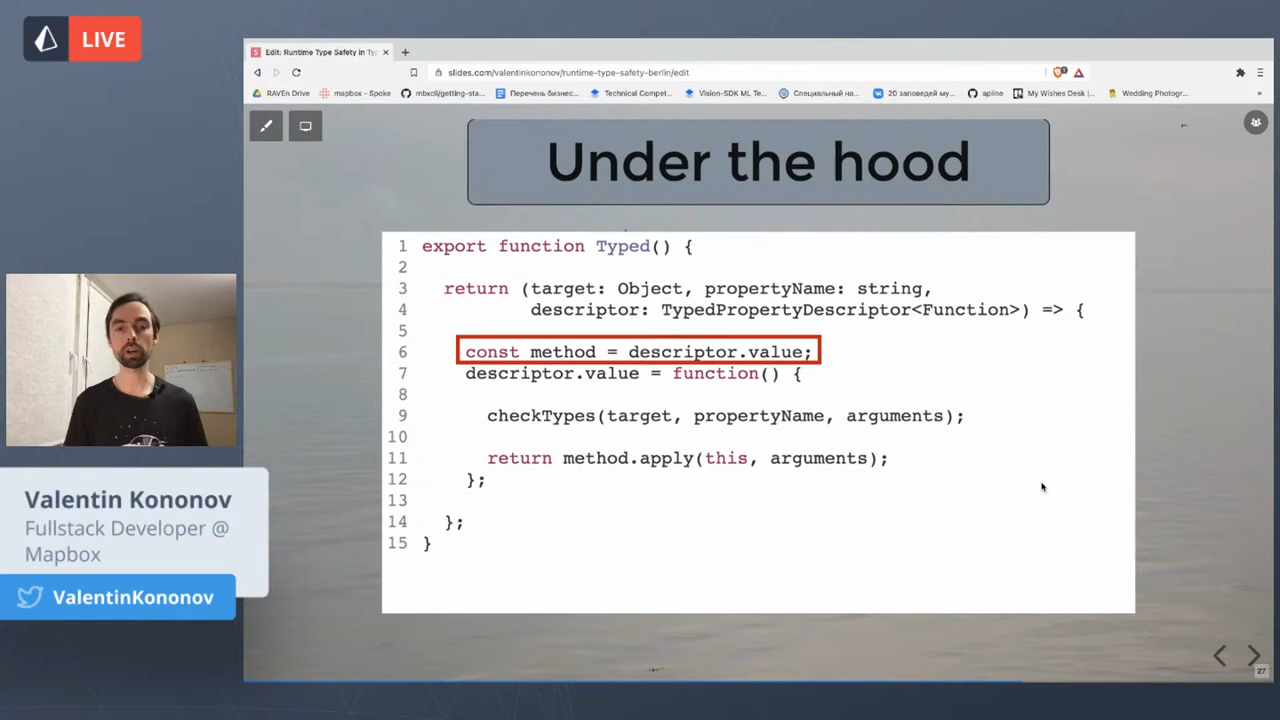 LIVE
Edit: Runtime Type Safety in Ty
slides.com/valentinkononov/runtime-type-safety-berlin/edit
RAVEn Drive
mapbox - Spoke
mbxcli/getting-sta...
Перечень бизнес...
Technical Compet...
Vision-SDK ML Te...
Специальный на...
20 заповедей му...
apline
My Wishes Desk |...
Wedding Photogr...
Under the hood
1 export function Typed() {
2
3 return (target: Object, propertyName: string,
4 descriptor: TypedPropertyDescriptor<Function>) => {
5
6 const method = descriptor.value;
7 descriptor.value = function() {
8
9 checkTypes(target, propertyName, arguments);
10
11 return method.apply(this, arguments);
12 };
13
14 };
15 }
Valentin Kononov
Fullstack Developer @
Mapbox
ValentinKononov
27